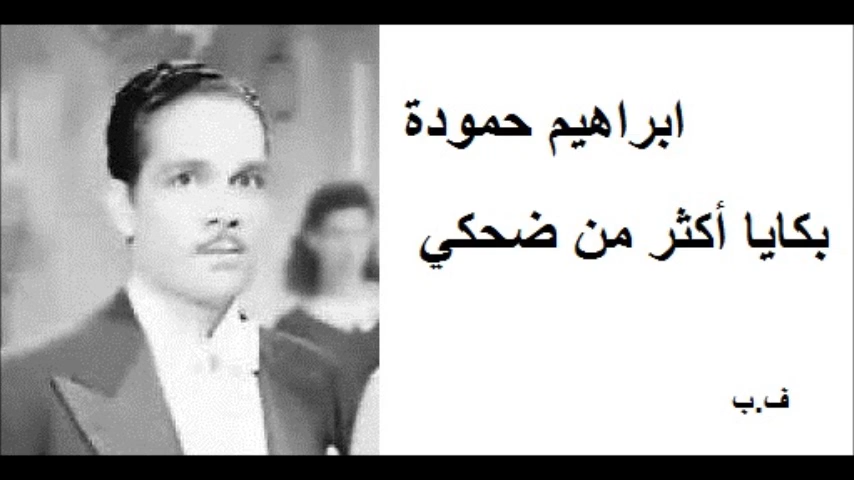 ابراهيم حمودة
بكايا أكثر من ضحكي
ف.ب